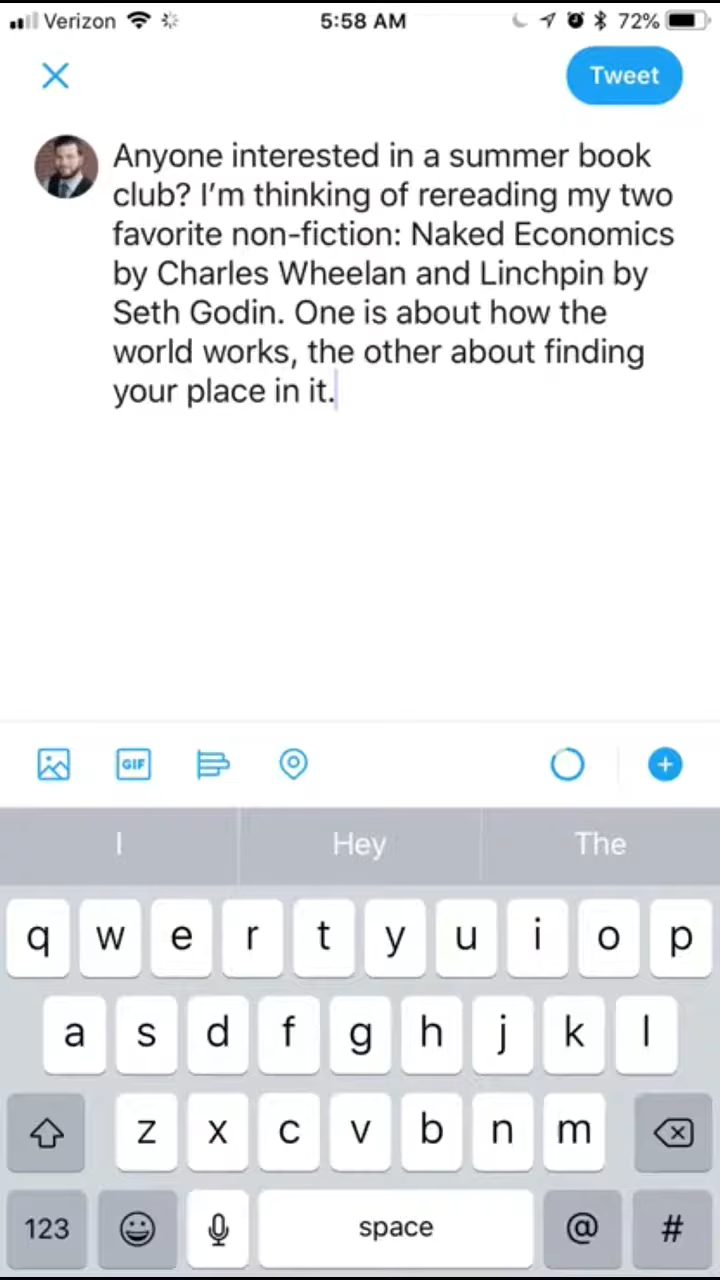 Verizon 5:58 AM 72%
Tweet
Anyone interested in a summer book
club? I’m thinking of rereading my two
favorite non-fiction: Naked Economics
by Charles Wheelan and Linchpin by
Seth Godin. One is about how the
world works, the other about finding
your place in it.
GIF
I Hey The
q w e r t y u i o p
a s d f g h j k l
z x c v b n m
123 space @ #